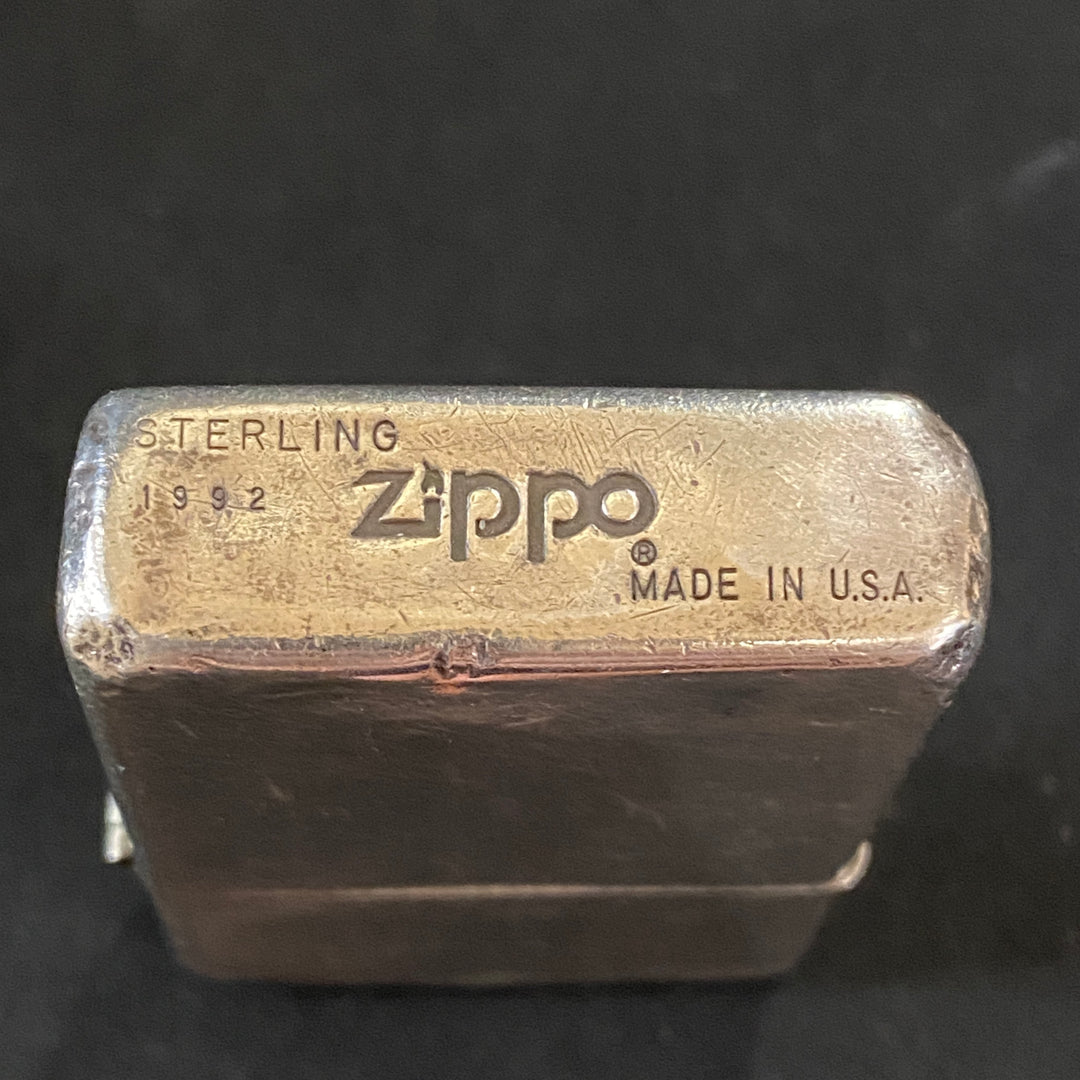 STERLING
1992
Zippo
®
MADE IN U.S.A.